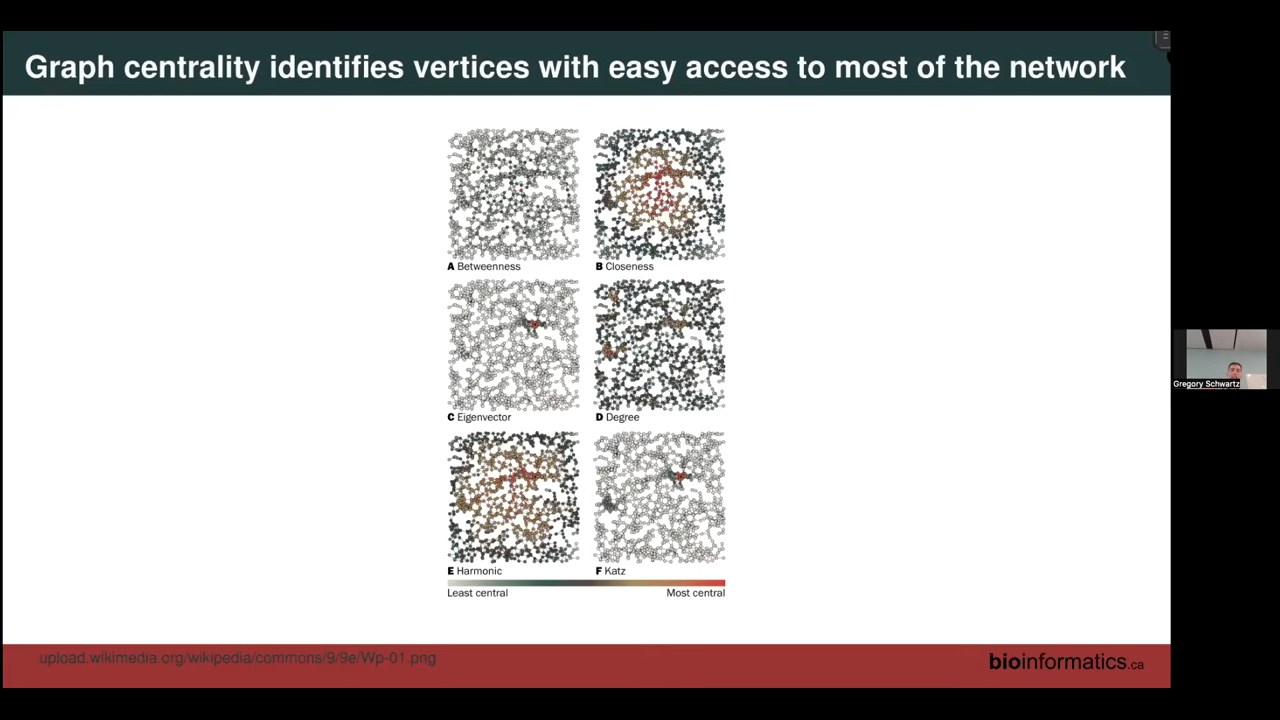 Graph centrality identifies vertices with easy access to most of the network
A Betweenness
B Closeness
C Eigenvector
D Degree
E Harmonic
F Katz
Least central
Most central
Gregory Schwartz
upload.wikimedia.org/wikipedia/commons/9/9e/Wp-01.png
bioinformatics.ca